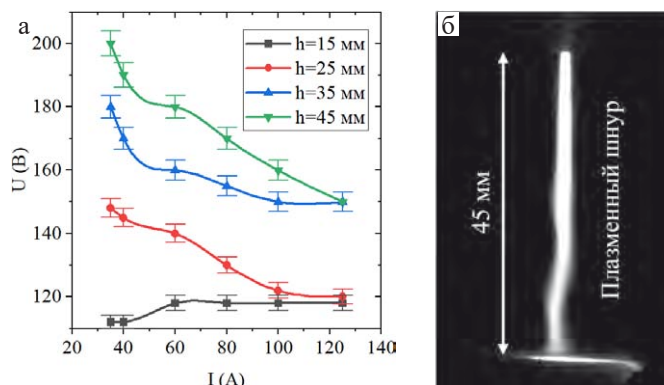 а
200
180
160
140
120
20
40
60
80
100
120
140
U (В)
I (А)
h=15 мм
h=25 мм
h=35 мм
h=45 мм
б
45 мм
Плазменный шнур